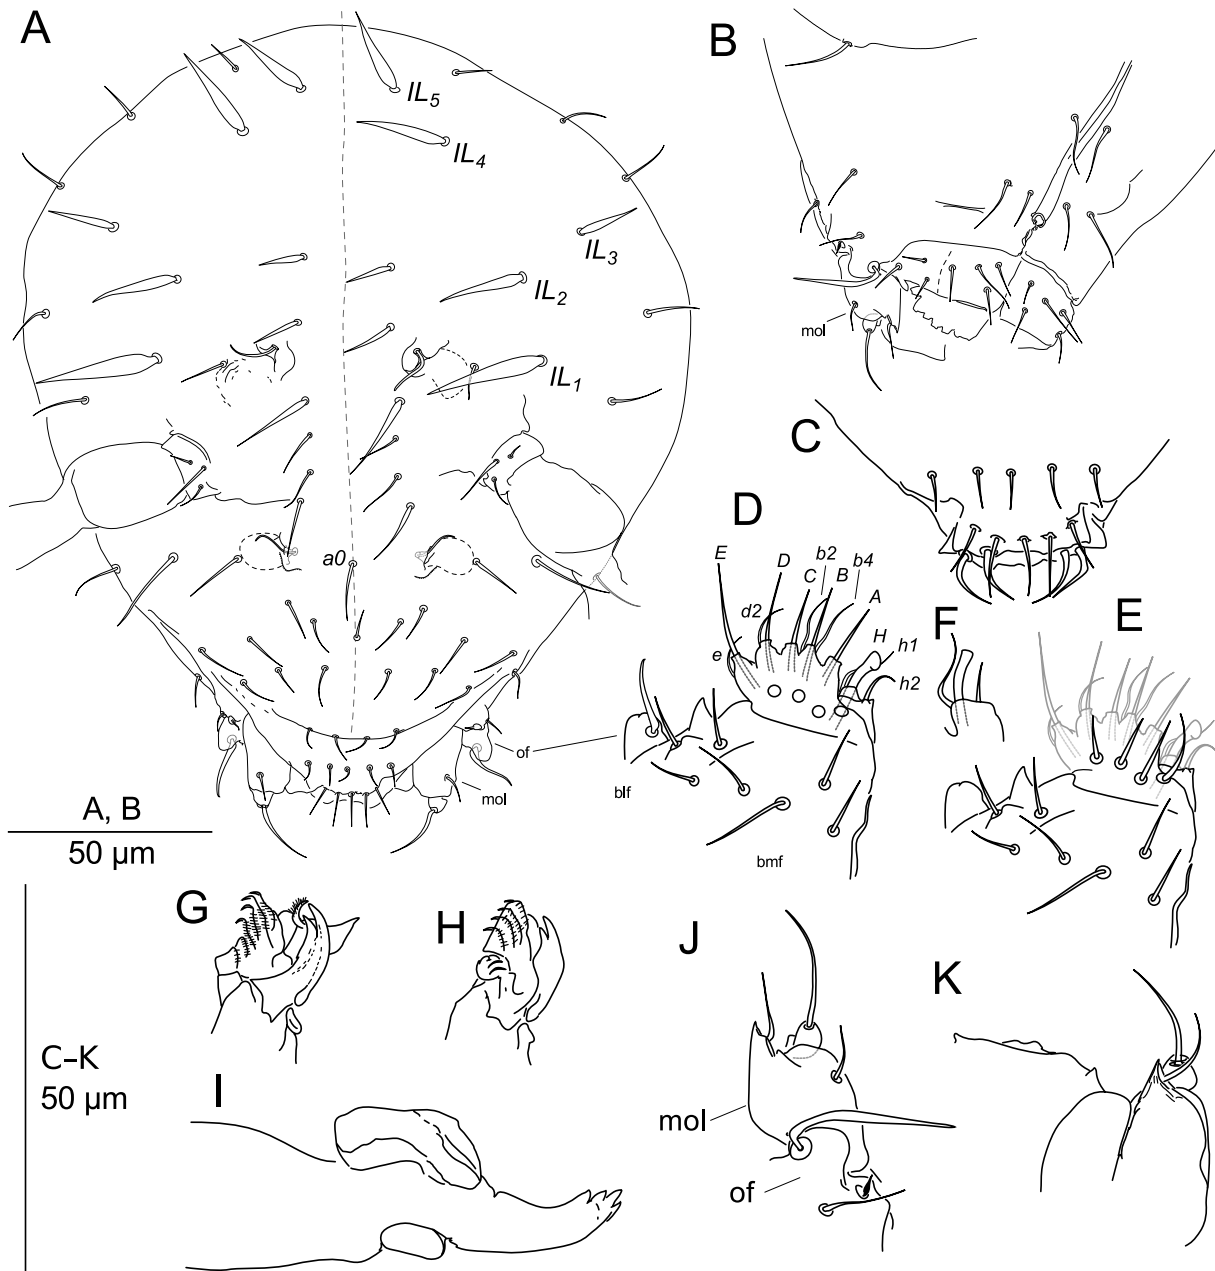 A
IL5
IL4
IL3
IL2
IL1
a0
of
mol
A, B
50 µm
B
mol
C
D
E
D
C
b2
B
b4
A
d2
e
H
h1
h2
blf
bmf
F
E
G
H
I
C–K
50 µm
J
mol
of
K